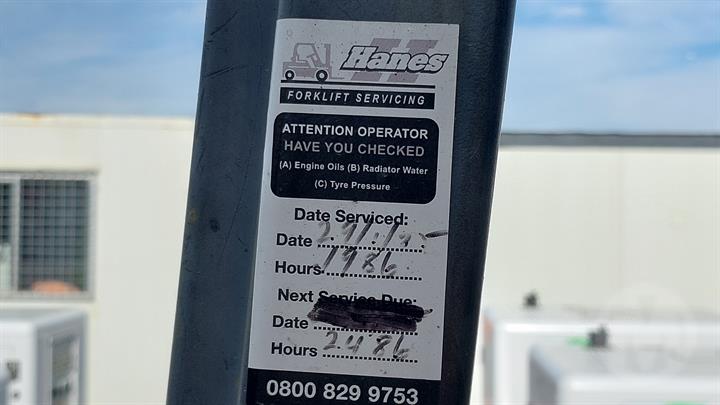 Hanes
FORKLIFT SERVICING
ATTENTION OPERATOR
HAVE YOU CHECKED
(A) Engine Oils (B) Radiator Water
(C) Tyre Pressure
Date Serviced:
Date
Hours 1986
Next Service Due:
Date
Hours 2486
0800 829 9753